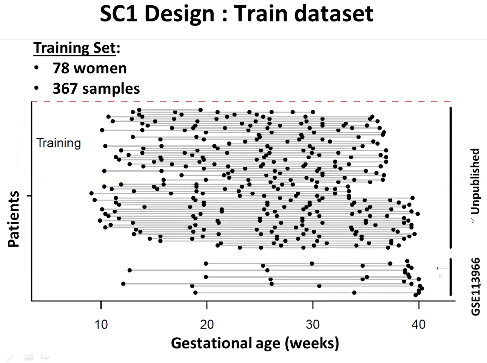 SC1 Design : Train dataset
Training Set:
• 78 women
• 367 samples
Training
Patients
Unpublished
GSE113966
10 20 30 40
Gestational age (weeks)